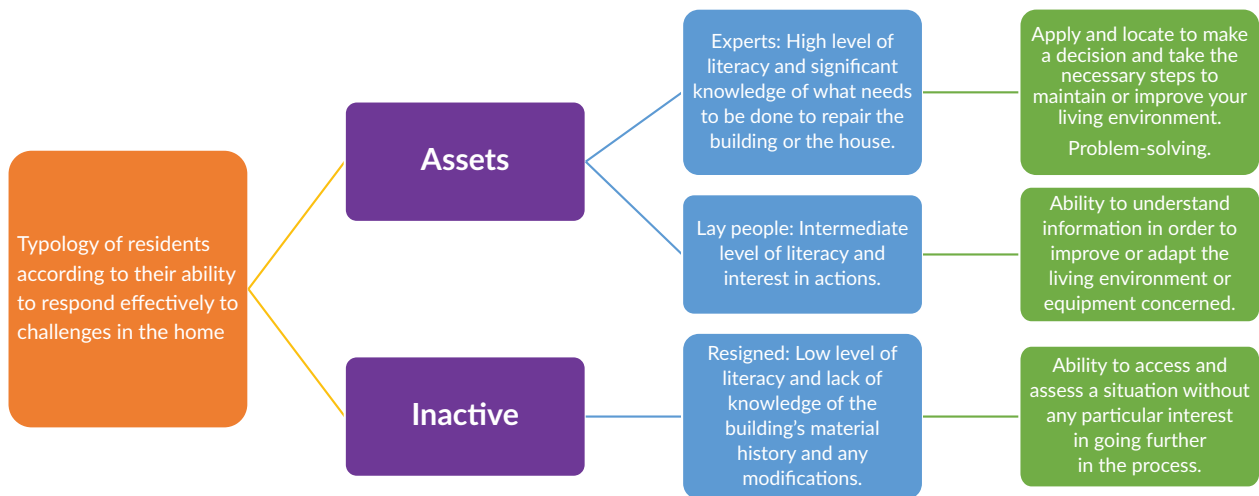 Typology of residents
according to their ability
to respond effectively to
challenges in the home
Assets
Experts: High level of
literacy and significant
knowledge of what needs
to be done to repair the
building or the house.
Apply and locate to make
a decision and take the
necessary steps to
maintain or improve your
living environment.
Problem-solving.
Lay people: Intermediate
level of literacy and
interest in actions.
Ability to understand
information in order to
improve or adapt the
living environment or
equipment concerned.
Inactive
Resigned: Low level of
literacy and lack of
knowledge of the
building’s material
history and any
modifications.
Ability to access and
assess a situation without
any particular interest
in going further
in the process.